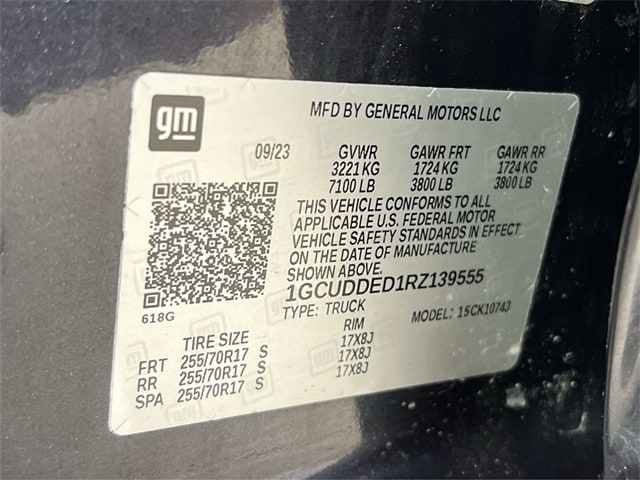 gm
MFD BY GENERAL MOTORS LLC
09/23 GVWR GAWR FRT GAWR RR
3221 KG 1724 KG 1724 KG
7100 LB 3800 LB 3800 LB
THIS VEHICLE CONFORMS TO ALL
APPLICABLE U.S. FEDERAL MOTOR
VEHICLE SAFETY STANDARDS IN EFFECT
ON THE DATE OF MANUFACTURE
SHOWN ABOVE.
1GCUDDED1RZ139555
618G
TYPE: TRUCK MODEL: 15CK10743
TIRE SIZE RIM
FRT 255/70R17 S 17X8J
RR 255/70R17 S 17X8J
SPA 255/70R17 S 17X8J